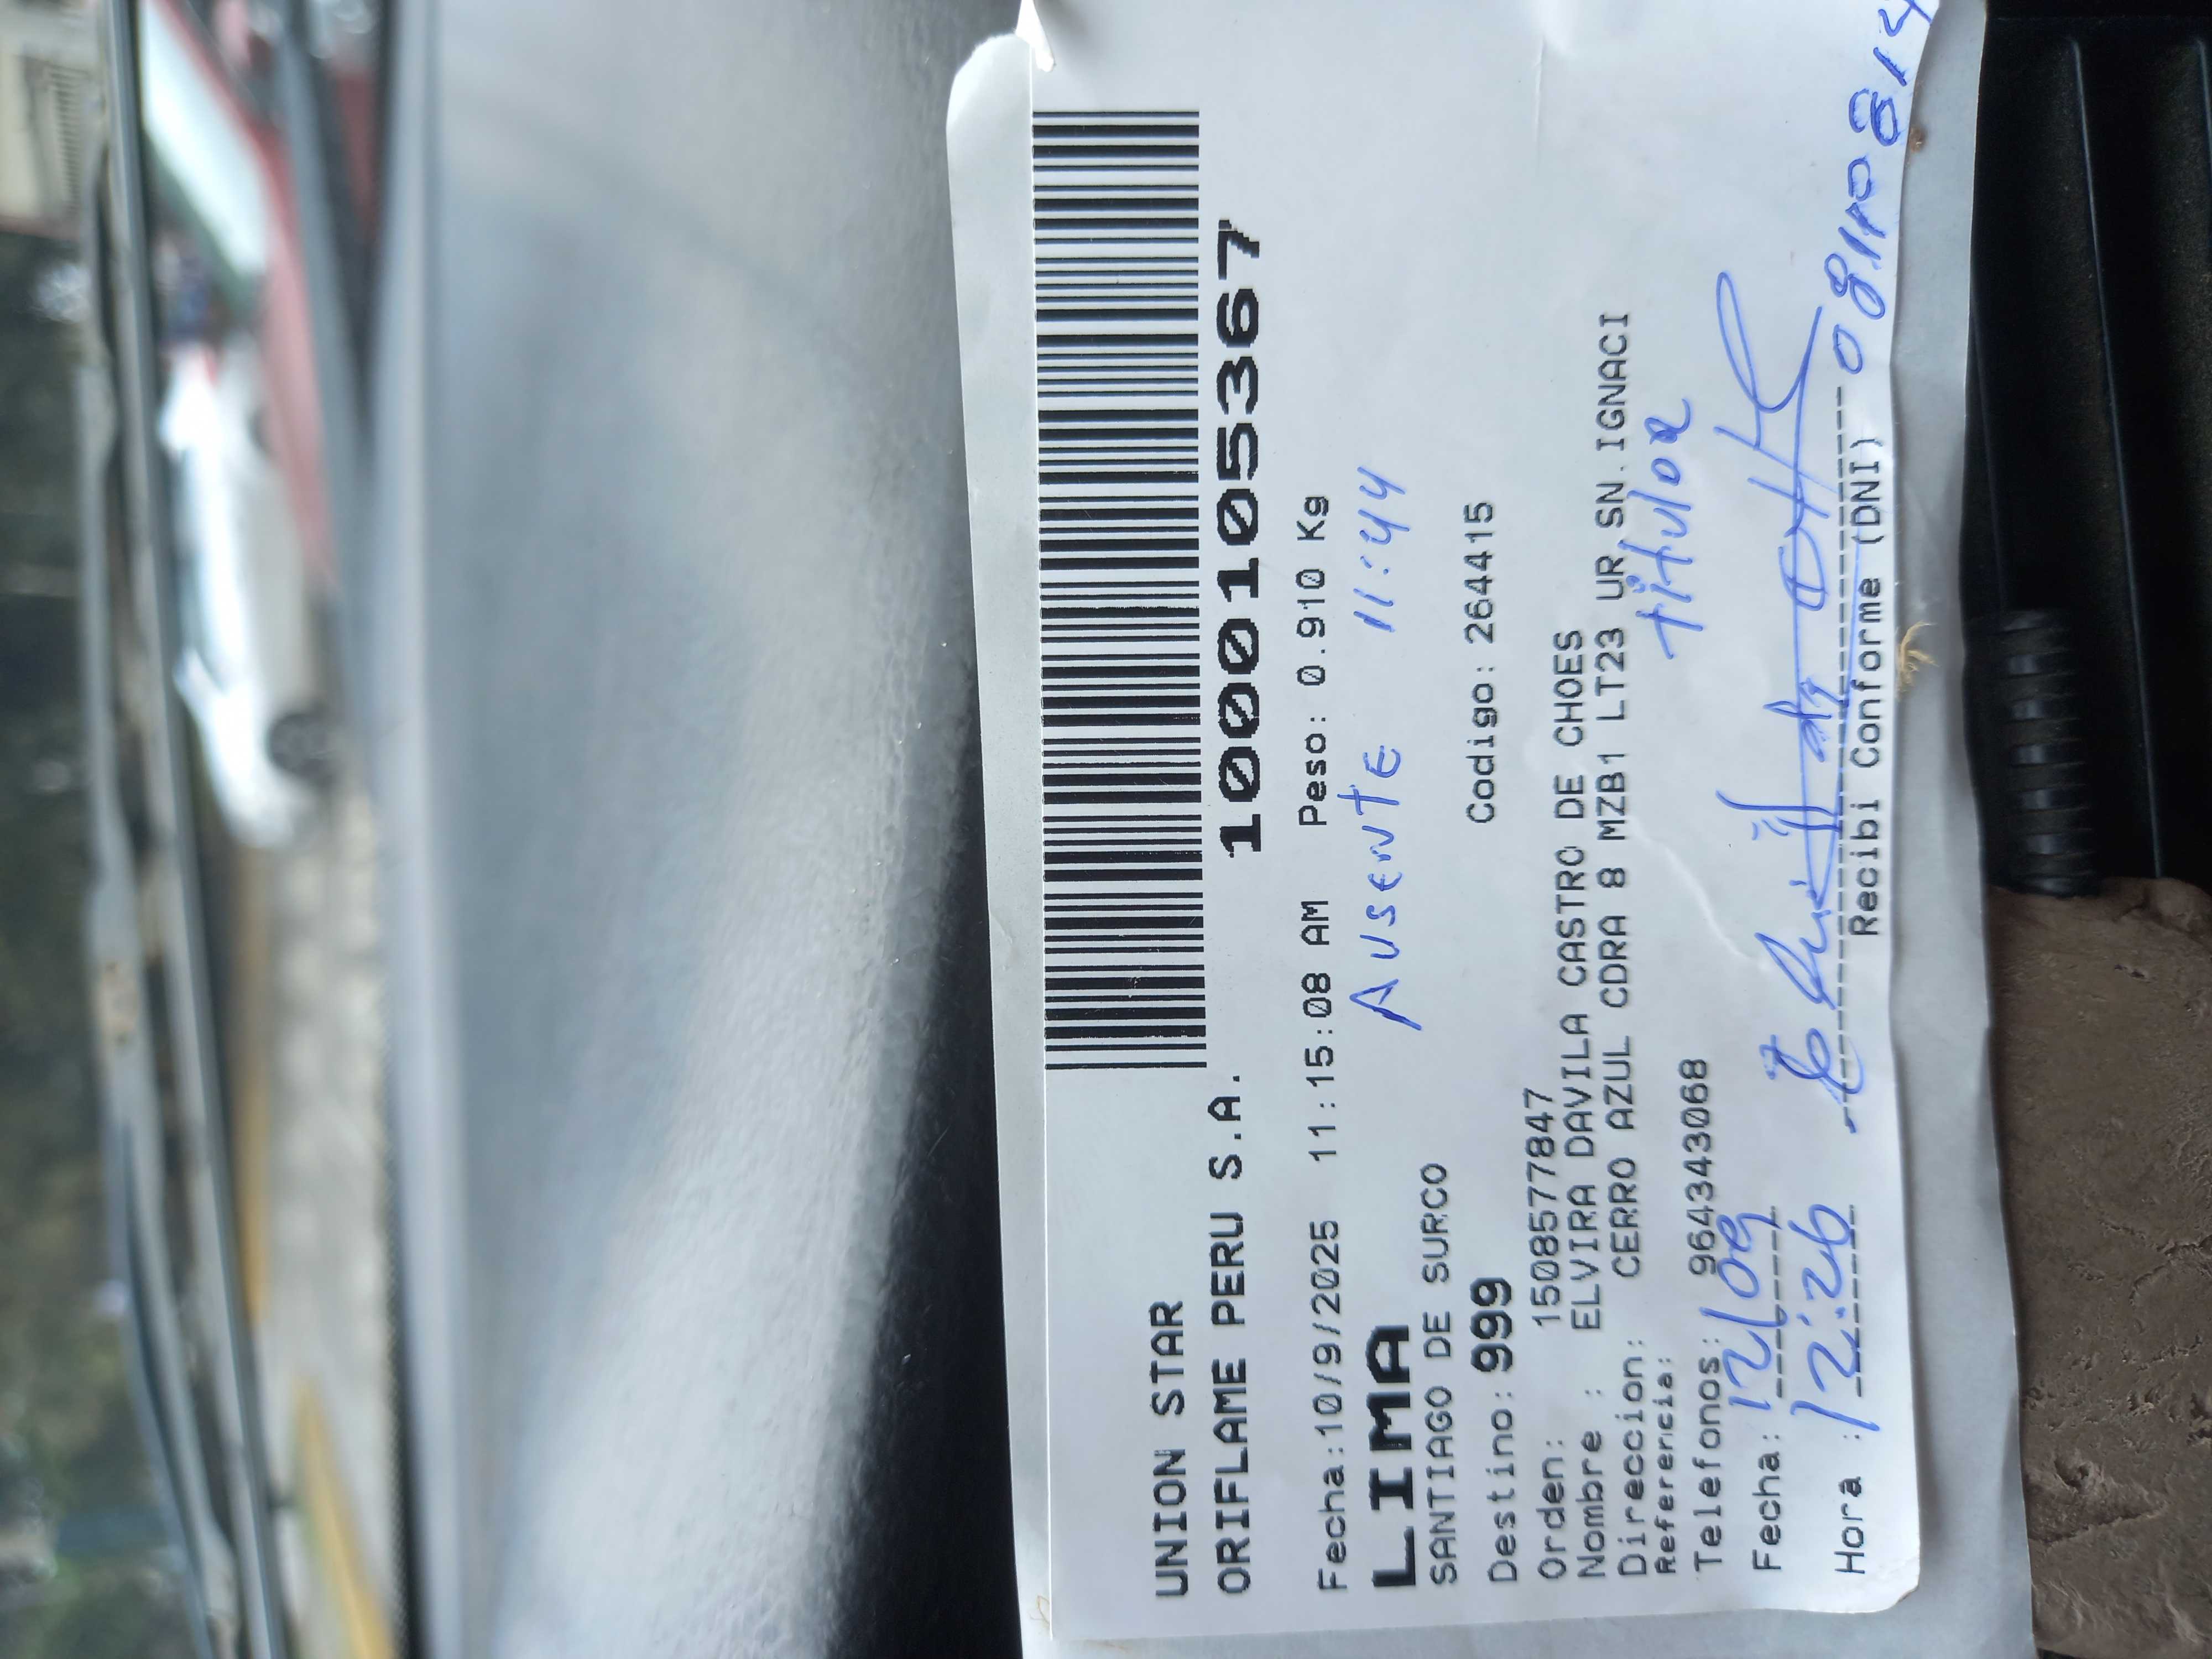 UNION STAR
ORIFLAME PERU S.A. 10001053​67
Fecha:10/9/2025 11:15:08 AM Peso: 0.910 Kg
LIMA AUSENTE 11:44
SANTIAGO DE SURCO
Destino: 999 Codigo: 264415
Orden: 1508577847
Nombre : ELVIRA DAVILA CASTRO DE CHOES
Direccion: CERRO AZUL CDRA 8 MZB1 LT23 UR.SN.IGNACI
Referencia:
titular
Telefonos: 964343068
Fecha: 12/09
Hora : 12:26
Recibi Conforme (DNI)